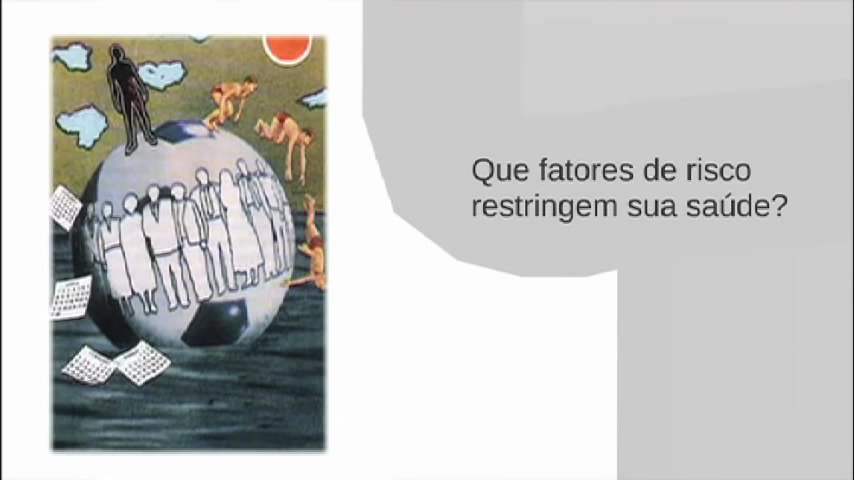 Que fatores de risco
restringem sua saúde?